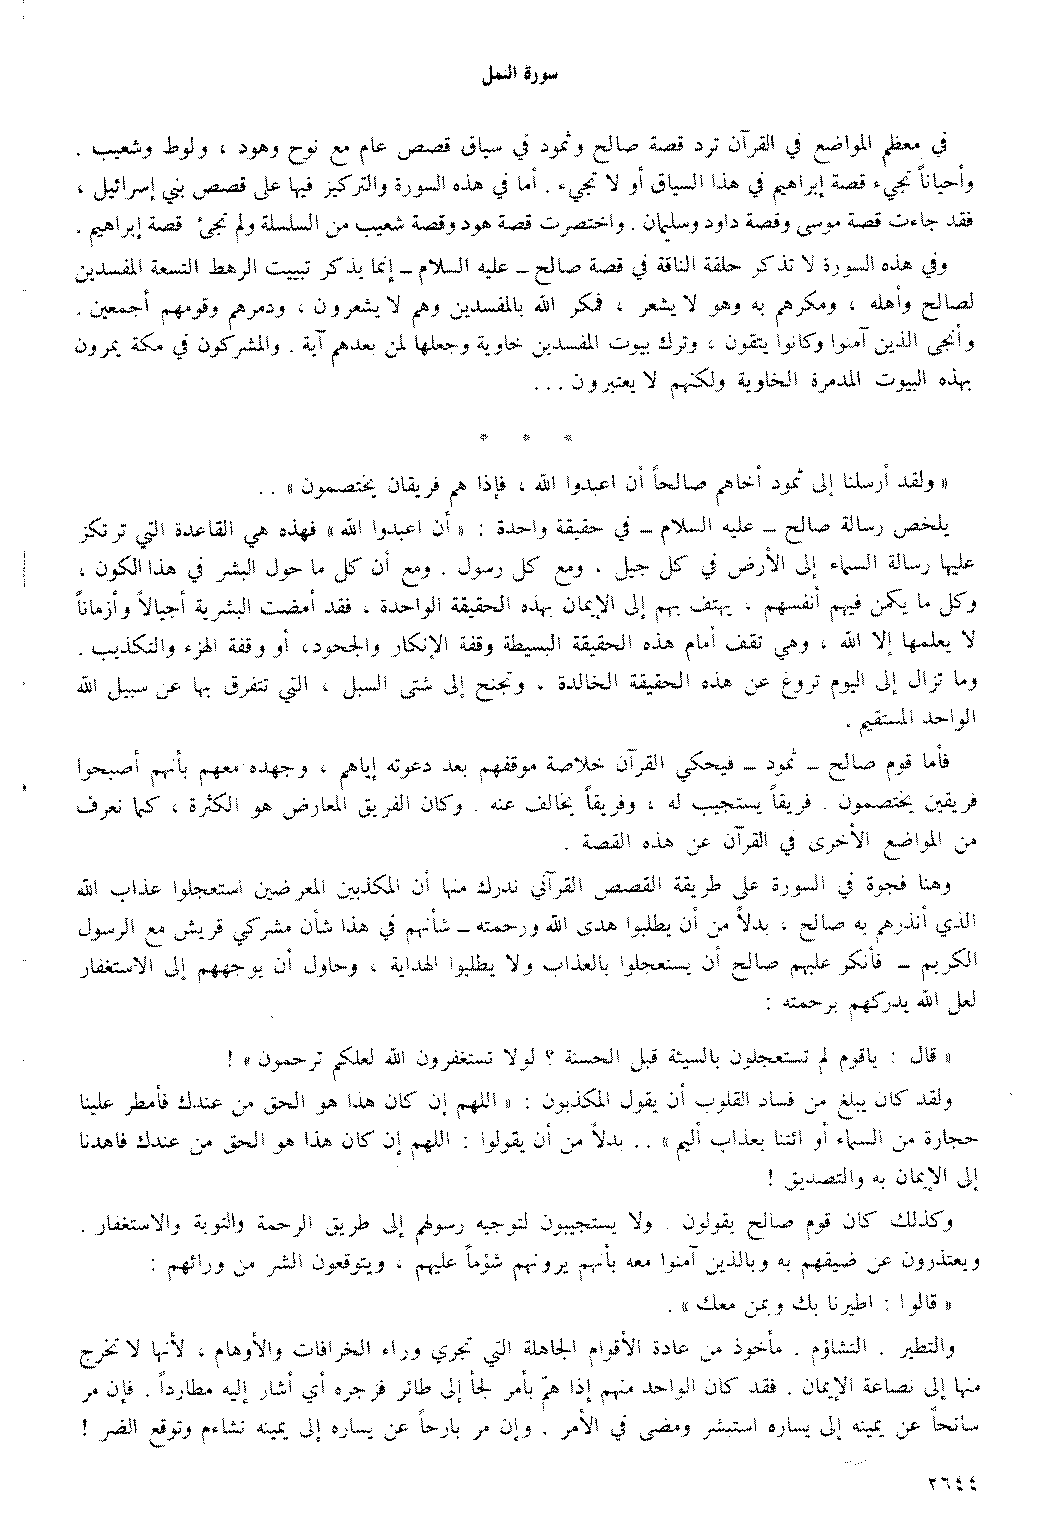 سورة النمل
في معظم المواضع في القرآن ترد قصة صالح وثمود في سياق قصص عام مع نوح وهود ، ولوط وشعيب .
وأحياناً تجيء قصة إبراهيم في هذا السياق أو لا تجيء . أما في هذه السورة والتركيز فيها على قصص بني إسرائيل ،
فقد جاءت قصة موسى وقصة داود وسليمان . واختصرت قصة هود وقصة شعيب من السلسلة ولم تجئ قصة إبراهيم .
وفي هذه السورة لا تذكر حلقة الناقة في قصة صالح – عليه السلام – إنما يذكر تبييت الرهط التسعة المفسدين
لصالح وأهله ، ومكرهم به وهو لا يشعر ، فمكر الله بالمفسدين وهم لا يشعرون ، ودمرهم وقومهم أجمعين .
وأنجى الذين آمنوا وكانوا يتقون ، وترك بيوت المفسدين خاوية وجعلها لمن بعدهم آية . والمشركون في مكة يمرون
بهذه البيوت المدمرة الخاوية ولكنهم لا يعتبرون ...
* * *
« ولقد أرسلنا إلى ثمود أخاهم صالحاً أن اعبدوا الله ، فإذا هم فريقان يختصمون » ..
يلخص رسالة صالح – عليه السلام – في حقيقة واحدة : « أن اعبدوا الله » فهذه هي القاعدة التي ترتكز
عليها رسالة السماء إلى الأرض في كل جيل ، ومع كل رسول . ومع أن كل ما حول البشر في هذا الكون ،
وكل ما يكمن فيهم أنفسهم ، يهتف بهم إلى الإيمان بهذه الحقيقة الواحدة ، فقد أمضت البشرية أجيالاً وأزماناً
لا يعلمها إلا الله ، وهي تقف أمام هذه الحقيقة البسيطة وقفة الإنكار والجحود، أو وقفة الهزء والتكذيب .
وما تزال إلى اليوم تروغ عن هذه الحقيقة الخالدة ، وتجنح إلى شتى السبل ، التي تتفرق بها عن سبيل الله
الواحد المستقيم .
فأما قوم صالح – ثمود – فيحكي القرآن خلاصة موقفهم بعد دعوته إياهم ، وجهده معهم بأنهم أصبحوا
فريقين يختصمون . فريقاً يستجيب له ، وفريقاً يخالف عنه . وكان الفريق المعارض هو الكثرة ، كما نعرف
من المواضع الأخرى في القرآن عن هذه القصة .
وهنا فجوة في السورة على طريقة القصص القرآني ندرك منها أن المكذبين المعرضين استعجلوا عذاب الله
الذي أنذرهم به صالح ، بدلاً من أن يطلبوا هدى الله ورحمته – شأنهم في هذا شأن مشركي قريش مع الرسول
الكريم – فأنكر عليهم صالح أن يستعجلوا بالعذاب ولا يطلبوا الهداية ، وحاول أن يوجههم إلى الاستغفار
لعل الله يدركهم برحمته :
« قال : ياقوم لم تستعجلون بالسيئة قبل الحسنة ؟ لولا تستغفرون الله لعلكم ترحمون » !
ولقد كان يبلغ من فساد القلوب أن يقول المكذبون : « اللهم إن كان هذا هو الحق من عندك فأمطر علينا
حجارة من السماء أو ائتنا بعذاب أليم » .. بدلاً من أن يقولوا : اللهم إن كان هذا هو الحق من عندك فاهدنا
إلى الإيمان به والتصديق !
وكذلك كان قوم صالح يقولون . ولا يستجيبون لتوجيه رسولهم إلى طريق الرحمة والتوبة والاستغفار .
ويعتذرون عن ضيقهم به وبالذين آمنوا معه بأنهم يرونهم شؤماً عليهم ، ويتوقعون الشر من ورائهم :
« قالوا : اطيرنا بك وبمن معك » .
والتطير . التشاؤم . مأخوذ من عادة الأقوام الجاهلة التي تجري وراء الخرافات والأوهام ، لأنها لا تخرج
منها إلى نصاعة الإيمان . فقد كان الواحد منهم إذا همّ بأمر لجأ إلى طائر فزجره أي أشار إليه مطارداً . فإن مر
سانحاً عن يمينه إلى يساره استبشر ومضى في الأمر . وإن مر بارحاً عن يساره إلى يمينه تشاءم وتوقع الضر !
٢٦٤٤